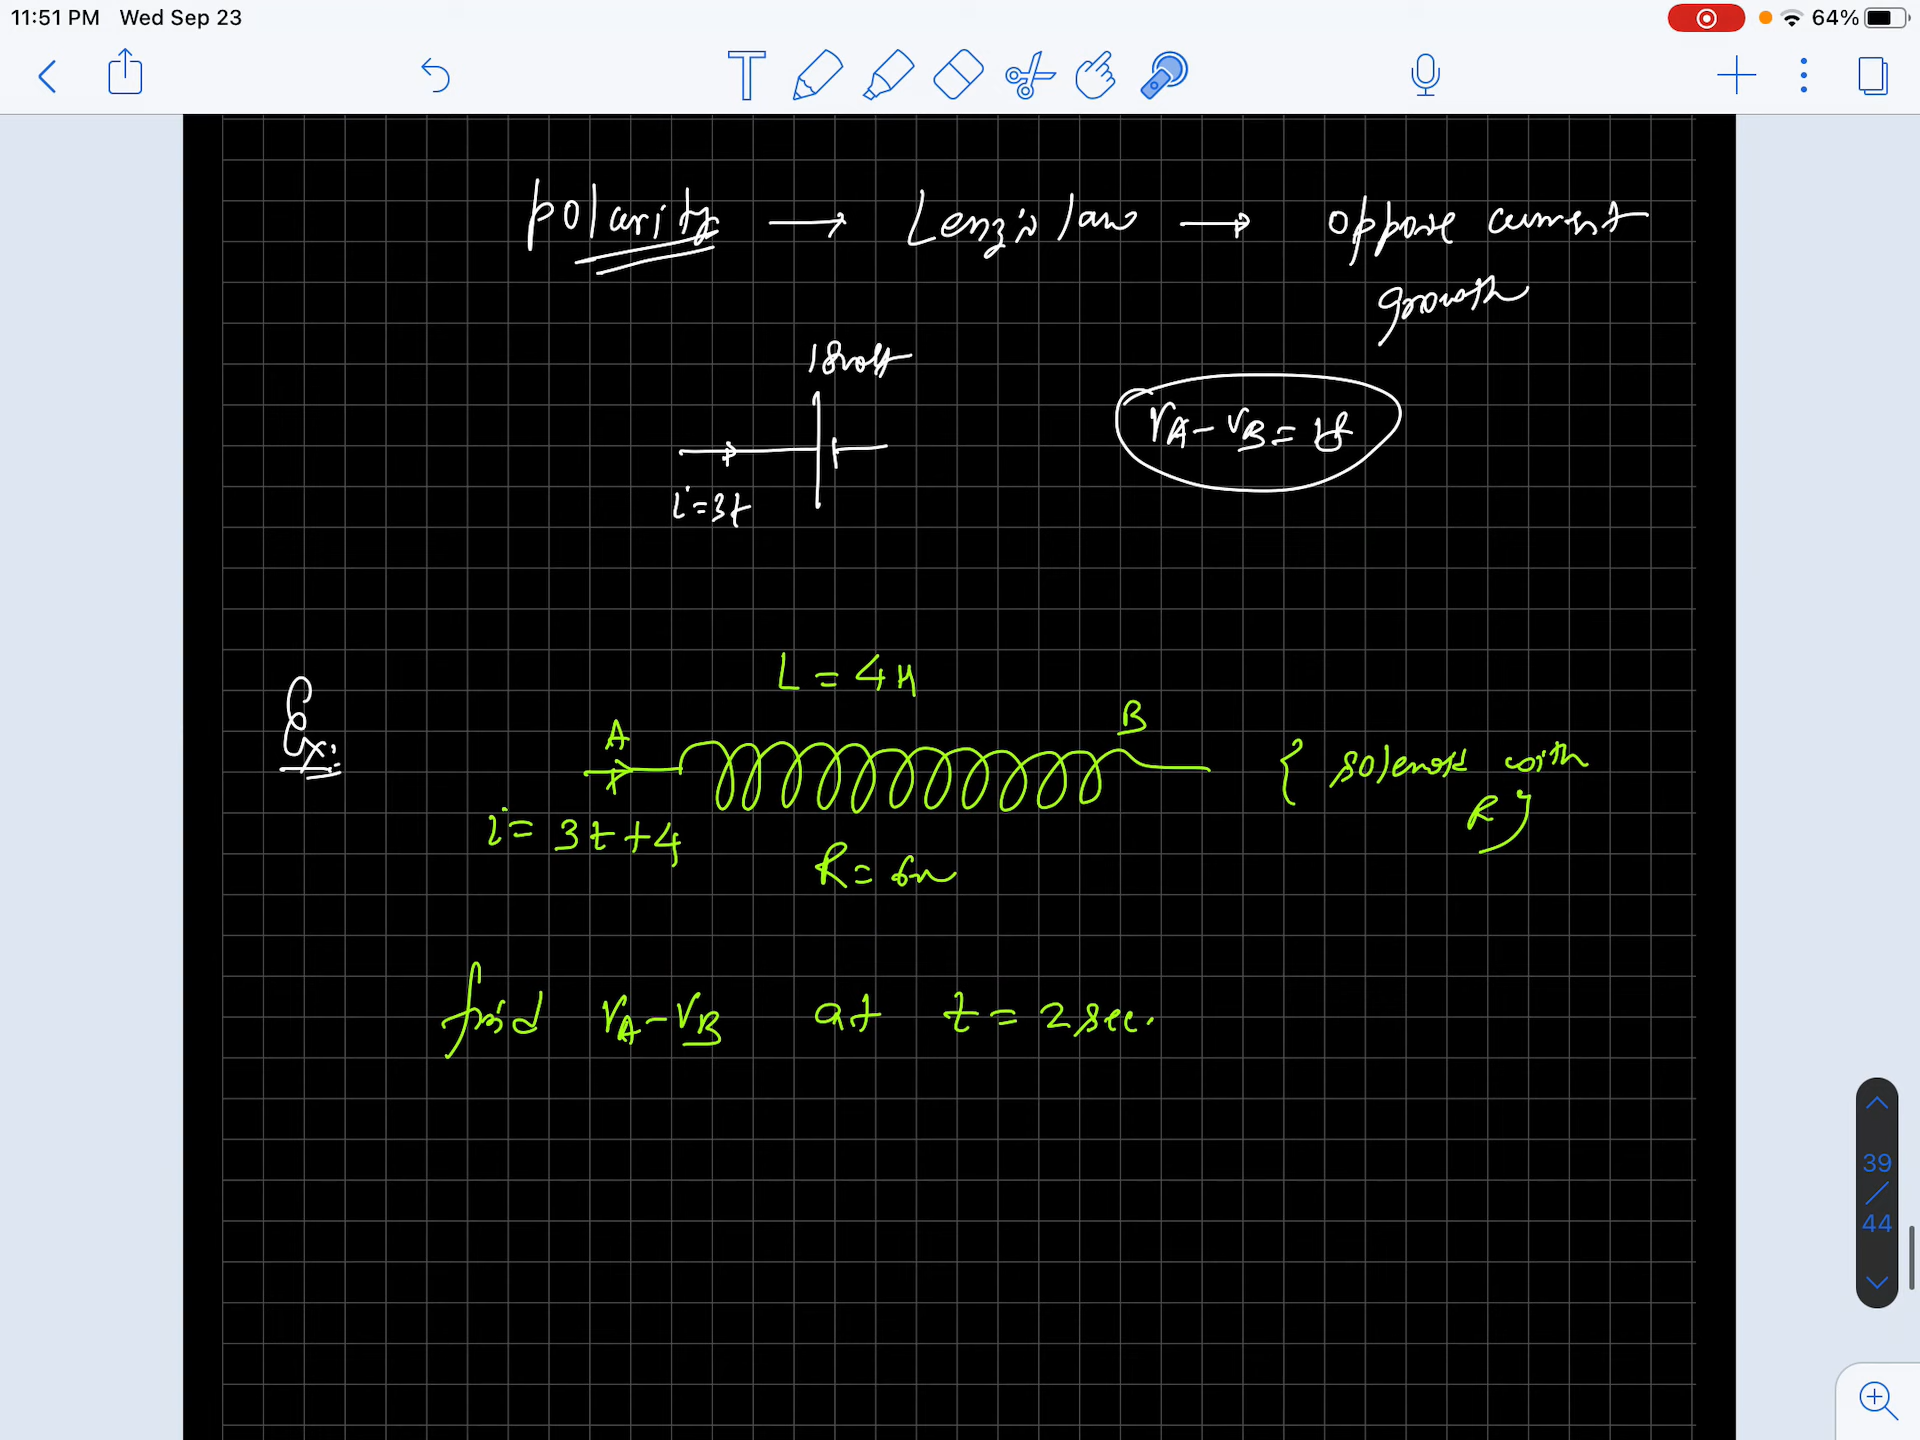 11:51 PM Wed Sep 23
64%
T
polarity → Lenz's law → oppose current
growth
18volt
VA - VB = 18
i=3t
L = 4H
Ex:
A
B
{ solenoid with
R }
i= 3t+4
R= 6Ω
find VA-VB at t= 2sec.
39
/
44